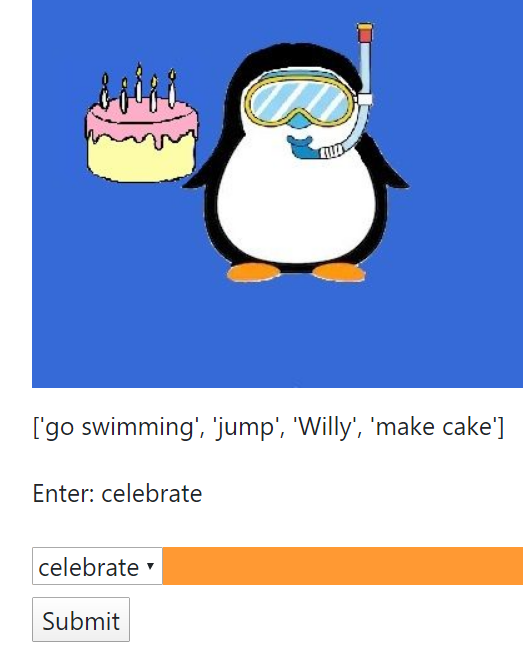 ['go swimming', 'jump', 'Willy', 'make cake']
Enter: celebrate
celebrate
Submit